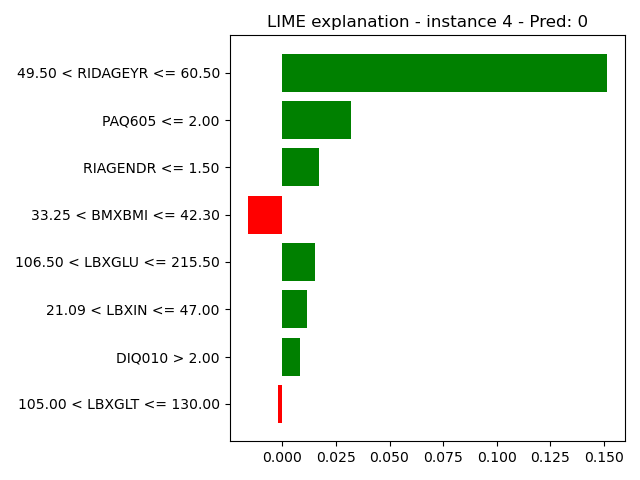 LIME explanation - instance 4 - Pred: 0
49.50 < RIDAGEYR <= 60.50
PAQ605 <= 2.00
RIAGENDR <= 1.50
33.25 < BMXBMI <= 42.30
106.50 < LBXGLU <= 215.50
21.09 < LBXIN <= 47.00
DIQ010 > 2.00
105.00 < LBXGLT <= 130.00
0.000 0.025 0.050 0.075 0.100 0.125 0.150